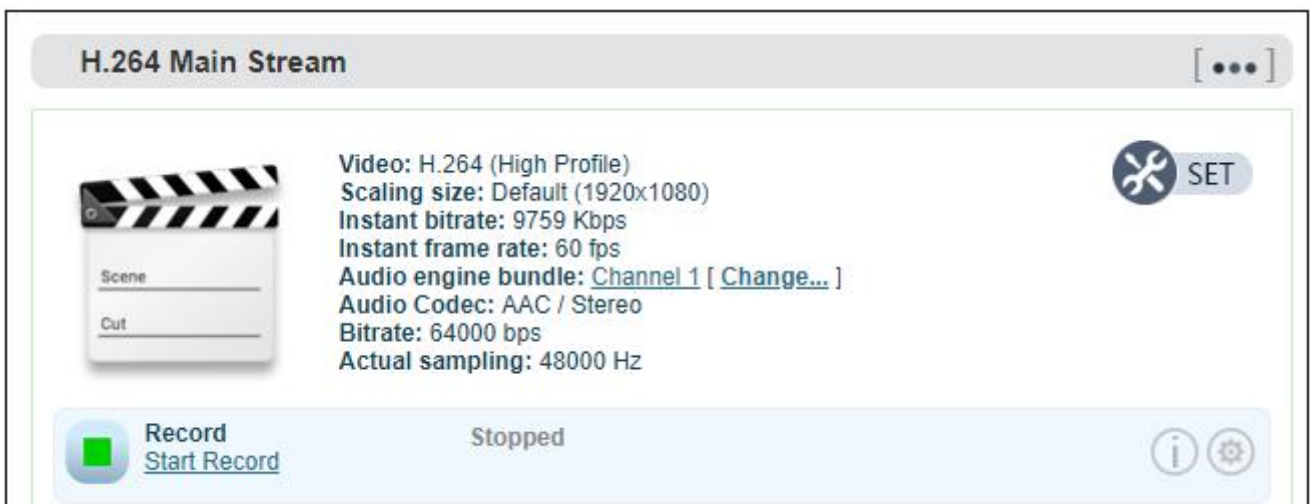 H.264 Main Stream [•••]
Video: H.264 (High Profile)
Scaling size: Default (1920x1080)
Instant bitrate: 9759 Kbps
Instant frame rate: 60 fps
Audio engine bundle: Channel 1 [ Change... ]
Audio Codec: AAC / Stereo
Bitrate: 64000 bps
Actual sampling: 48000 Hz
SET
Scene
Cut
Record
Stopped
Start Record